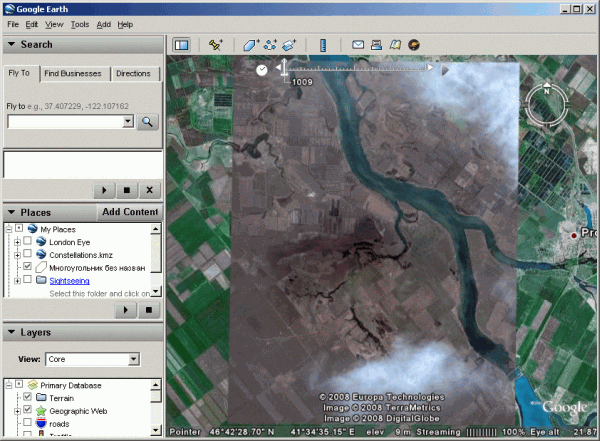 Google Earth
File Edit View Tools Add Help
Search
Fly To Find Businesses Directions
Fly to e.g., 37.407229, -122.107162
Places Add Content
My Places
London Eye
Constellations.kmz
Многоугольник без назван
Sightseeing
Select this folder and click on
Layers
View: Core
Primary Database
Terrain
Geographic Web
roads
-1009
N
Pro
© 2008 Europa Technologies
Image © 2008 TerraMetrics
Image © 2008 DigitalGlobe
Google
Pointer 46°42'28.70" N 41°34'35.15" E elev 9 m Streaming 100% Eye alt 21.87